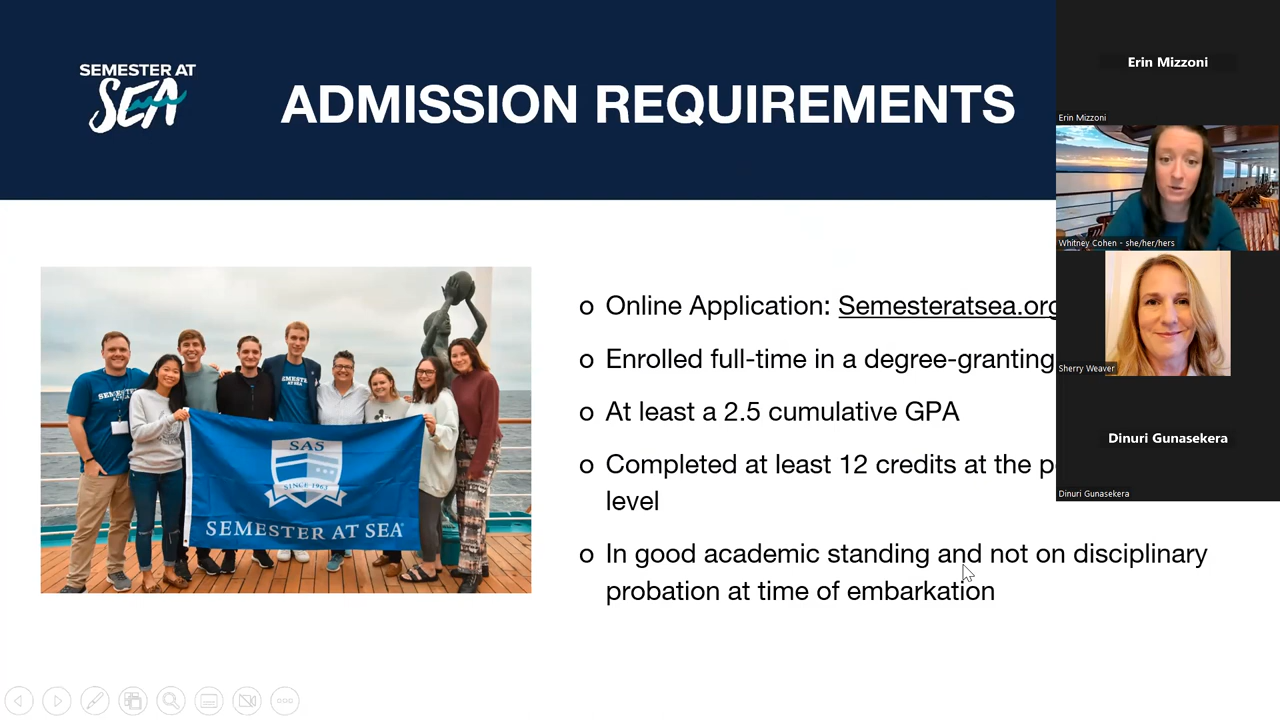 SEMESTER AT
SEA
ADMISSION REQUIREMENTS
Erin Mizzoni
Erin Mizzoni
Whitney Cohen - she/her/hers
Sherry Weaver
Dinuri Gunasekera
Dinuri Gunasekera
o Online Application: Semesteratsea.org
o Enrolled full-time in a degree-granting
o At least a 2.5 cumulative GPA
o Completed at least 12 credits at the
level
o In good academic standing and not on disciplinary
probation at time of embarkation
SAS
SINCE 1963
SEMESTER AT SEA
SEMESTER
AT SEA